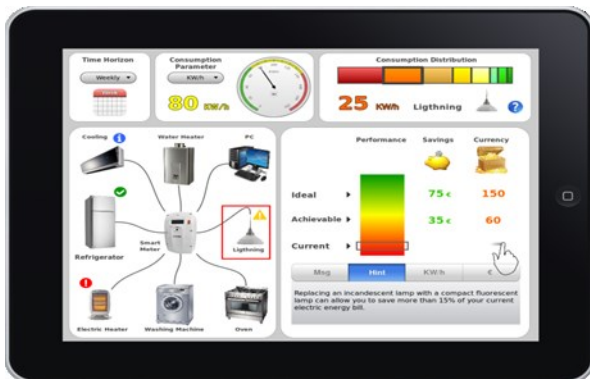 Time Horizon
Weekly
Consumption
Parameter
KW/h
80 KW/h
Consumption Distribution
25 KWh Ligthning
?
Cooling
i
Water Heater
PC
Refrigerator
Smart
Meter
Ligthning
!
Electric Heater
Washing Machine
Oven
Performance Savings Currency
Ideal 75 € 150
Achievable 35 € 60
Current
Msg Hint KW/h €
Replacing an incandescent lamp with a compact fluorescent
lamp can allow you to save more than 15% of your current
electric energy bill.